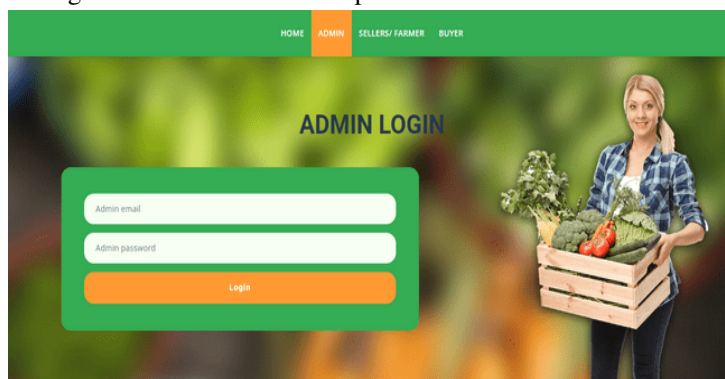 HOME ADMIN SELLERS/ FARMER BUYER
ADMIN LOGIN
Admin email
Admin password
Login